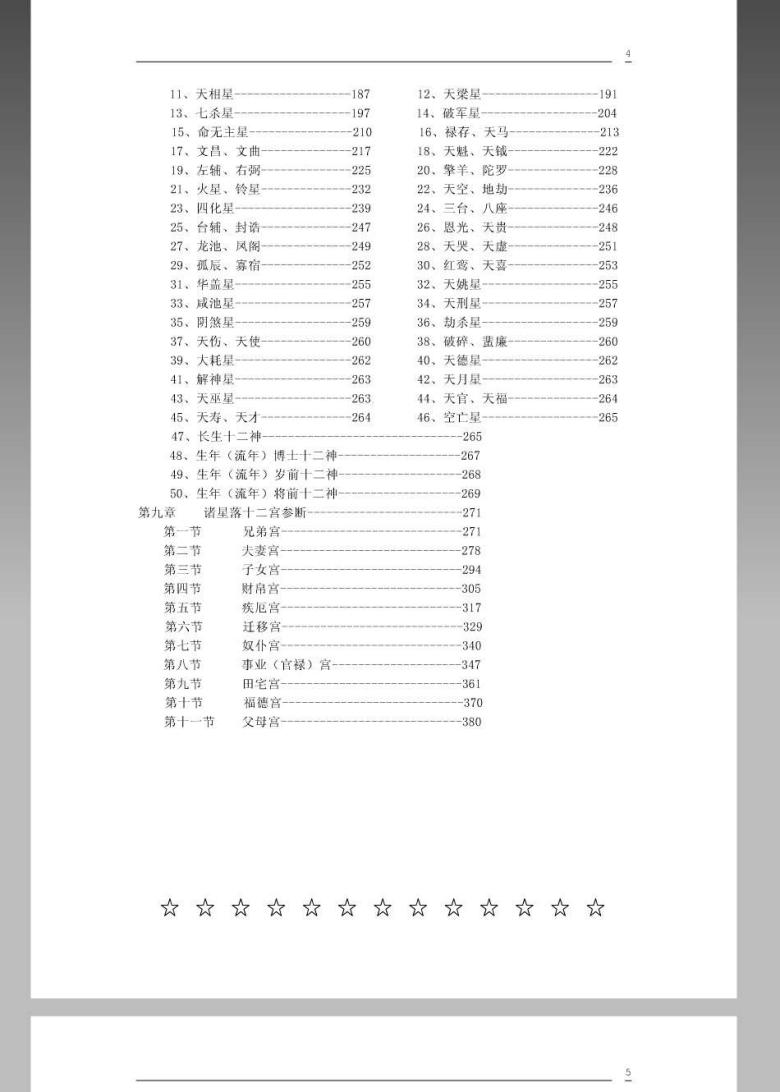 4
11、天相星------------------187 12、天梁星------------------191
13、七杀星------------------197 14、破军星------------------204
15、命无主星----------------210 16、禄存、天马--------------213
17、文昌、文曲--------------217 18、天魁、天钺--------------222
19、左辅、右弼--------------225 20、擎羊、陀罗--------------228
21、火星、铃星--------------232 22、天空、地劫--------------236
23、四化星------------------239 24、三台、八座--------------246
25、台辅、封诰--------------247 26、恩光、天贵--------------248
27、龙池、凤阁--------------249 28、天哭、天虚--------------251
29、孤辰、寡宿--------------252 30、红鸾、天喜--------------253
31、华盖星------------------255 32、天姚星------------------255
33、咸池星------------------257 34、天刑星------------------257
35、阴煞星------------------259 36、劫杀星------------------259
37、天伤、天使--------------260 38、破碎、蜚廉--------------260
39、大耗星------------------262 40、天德星------------------262
41、解神星------------------263 42、天月星------------------263
43、天巫星------------------263 44、天官、天福--------------264
45、天寿、天才--------------264 46、空亡星------------------265
47、长生十二神-------------------------------265
48、生年（流年）博士十二神-------------------267
49、生年（流年）岁前十二神-------------------268
50、生年（流年）将前十二神-------------------269
第九章 诸星落十二宫参断------------------------271
第一节 兄弟宫----------------------------271
第二节 夫妻宫----------------------------278
第三节 子女宫----------------------------294
第四节 财帛宫----------------------------305
第五节 疾厄宫----------------------------317
第六节 迁移宫----------------------------329
第七节 奴仆宫----------------------------340
第八节 事业（官禄）宫--------------------347
第九节 田宅宫----------------------------361
第十节 福德宫----------------------------370
第十一节 父母宫----------------------------380
☆ ☆ ☆ ☆ ☆ ☆ ☆ ☆ ☆ ☆ ☆ ☆ ☆
5